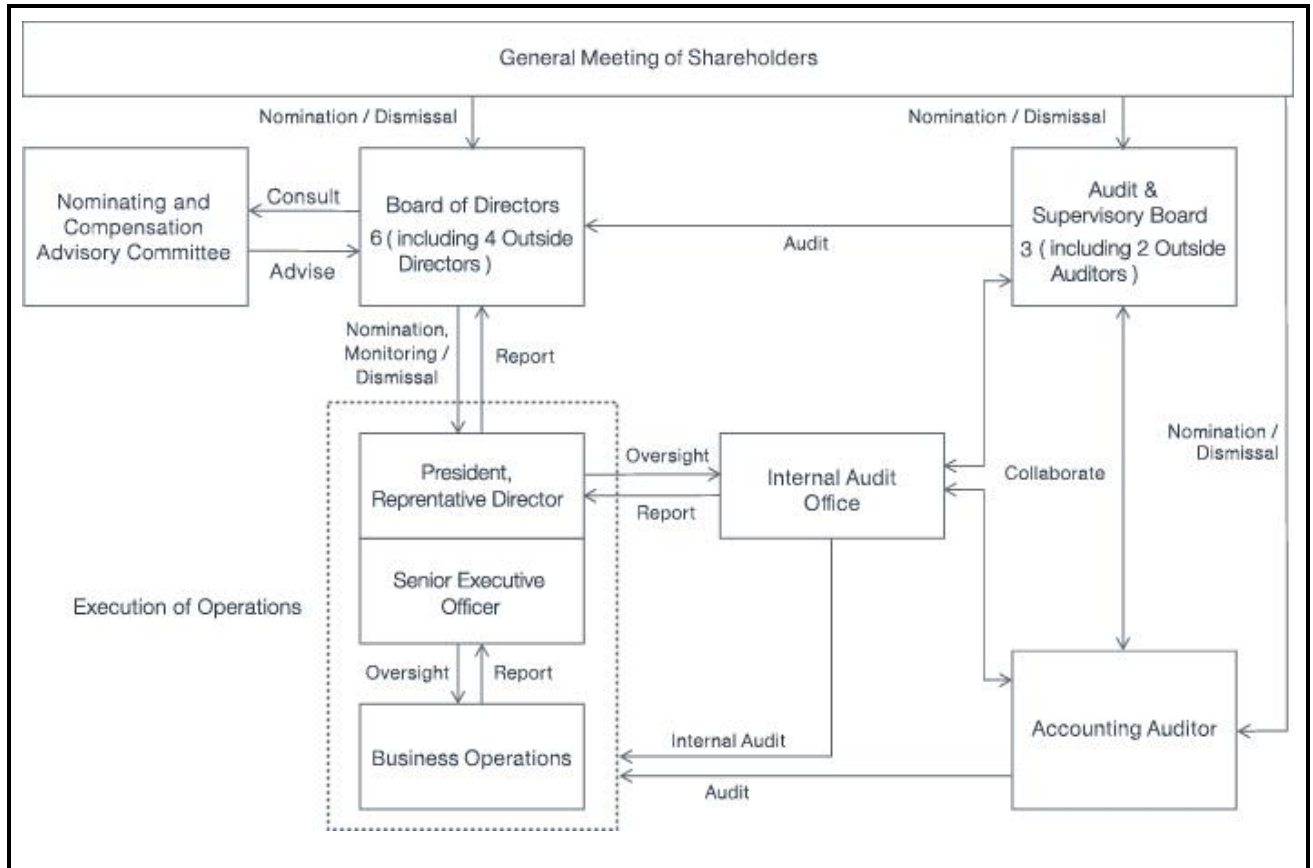 General Meeting of Shareholders
Nomination / Dismissal
Nomination / Dismissal
Nominating and
Compensation
Advisory Committee
Consult
Advise
Board of Directors
6 ( including 4 Outside
Directors )
Audit
Audit &
Supervisory Board
3 ( including 2 Outside
Auditors )
Nomination,
Monitoring /
Dismissal
Report
Nomination /
Dismissal
President,
Reprentative Director
Oversight
Report
Internal Audit
Office
Collaborate
Senior Executive
Officer
Execution of Operations
Oversight
Report
Business Operations
Internal Audit
Audit
Accounting Auditor